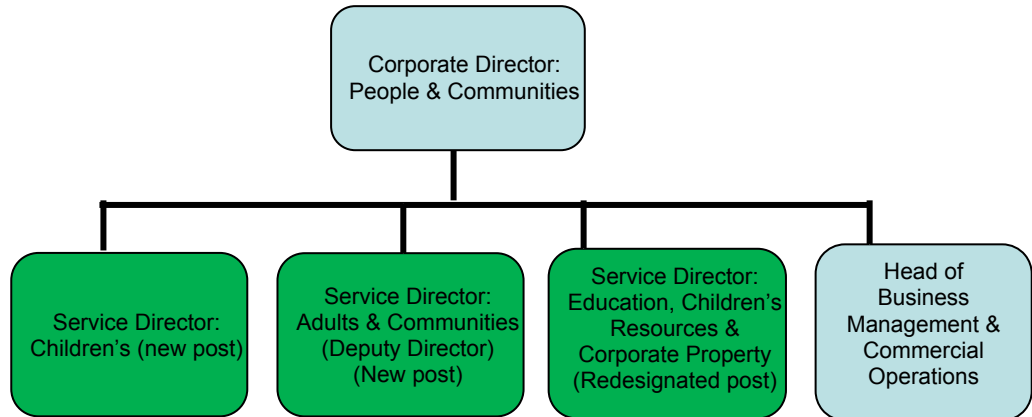 Corporate Director:
People & Communities
Service Director:
Children’s (new post)
Service Director:
Adults & Communities
(Deputy Director)
(New post)
Service Director:
Education, Children’s
Resources &
Corporate Property
(Redesignated post)
Head of
Business
Management &
Commercial
Operations